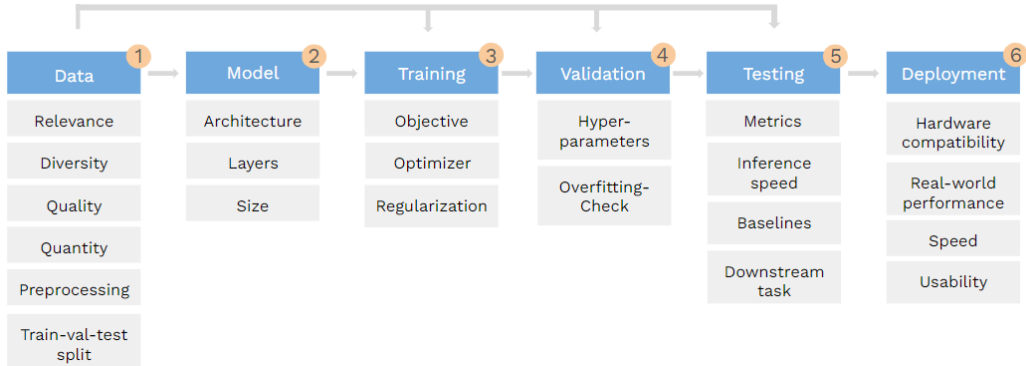 Data 1
Relevance
Diversity
Quality
Quantity
Preprocessing
Train-val-test
split
Model 2
Architecture
Layers
Size
Training 3
Objective
Optimizer
Regularization
Validation 4
Hyper-
parameters
Overfitting-
Check
Testing 5
Metrics
Inference
speed
Baselines
Downstream
task
Deployment 6
Hardware
compatibility
Real-world
performance
Speed
Usability